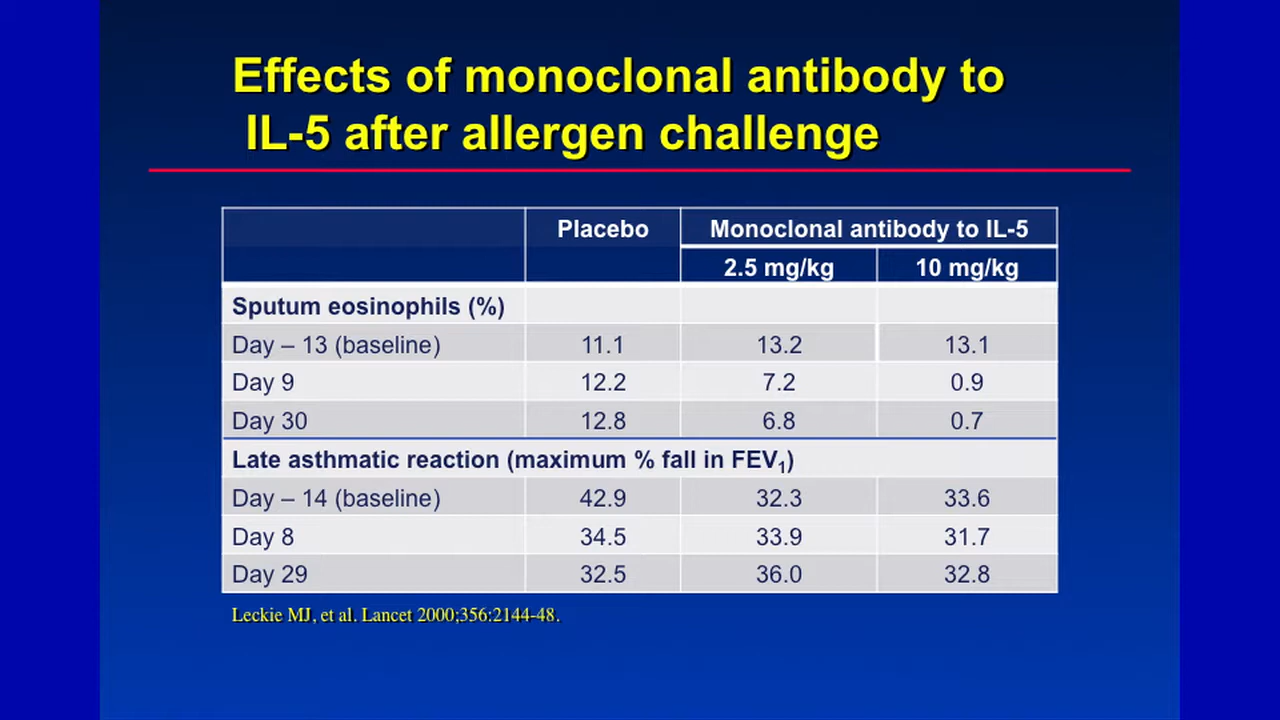 Effects of monoclonal antibody to
IL-5 after allergen challenge
Placebo Monoclonal antibody to IL-5
2.5 mg/kg 10 mg/kg
Sputum eosinophils (%)
Day – 13 (baseline) 11.1 13.2 13.1
Day 9 12.2 7.2 0.9
Day 30 12.8 6.8 0.7
Late asthmatic reaction (maximum % fall in FEV₁)
Day – 14 (baseline) 42.9 32.3 33.6
Day 8 34.5 33.9 31.7
Day 29 32.5 36.0 32.8
Leckie MJ, et al. Lancet 2000;356:2144-48.